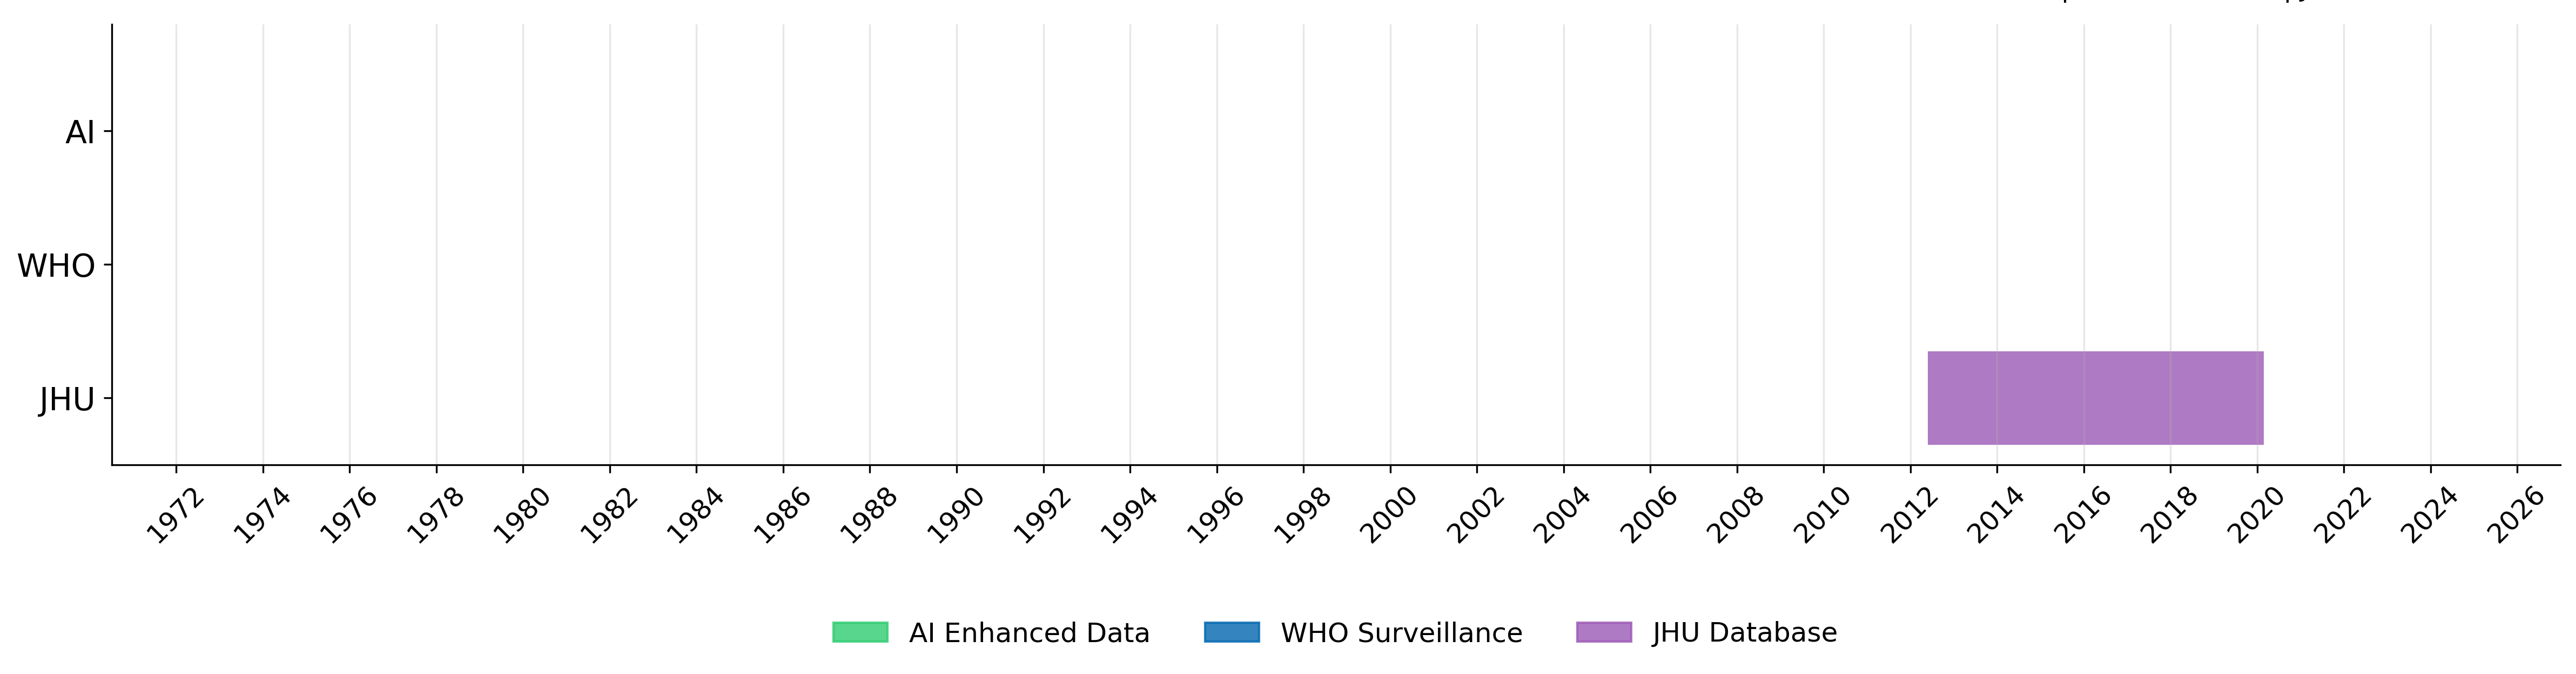 AI
WHO
JHU
1972 1974 1976 1978 1980 1982 1984 1986 1988 1990 1992 1994 1996 1998 2000 2002 2004 2006 2008 2010 2012 2014 2016 2018 2020 2022 2024 2026
AI Enhanced Data WHO Surveillance JHU Database